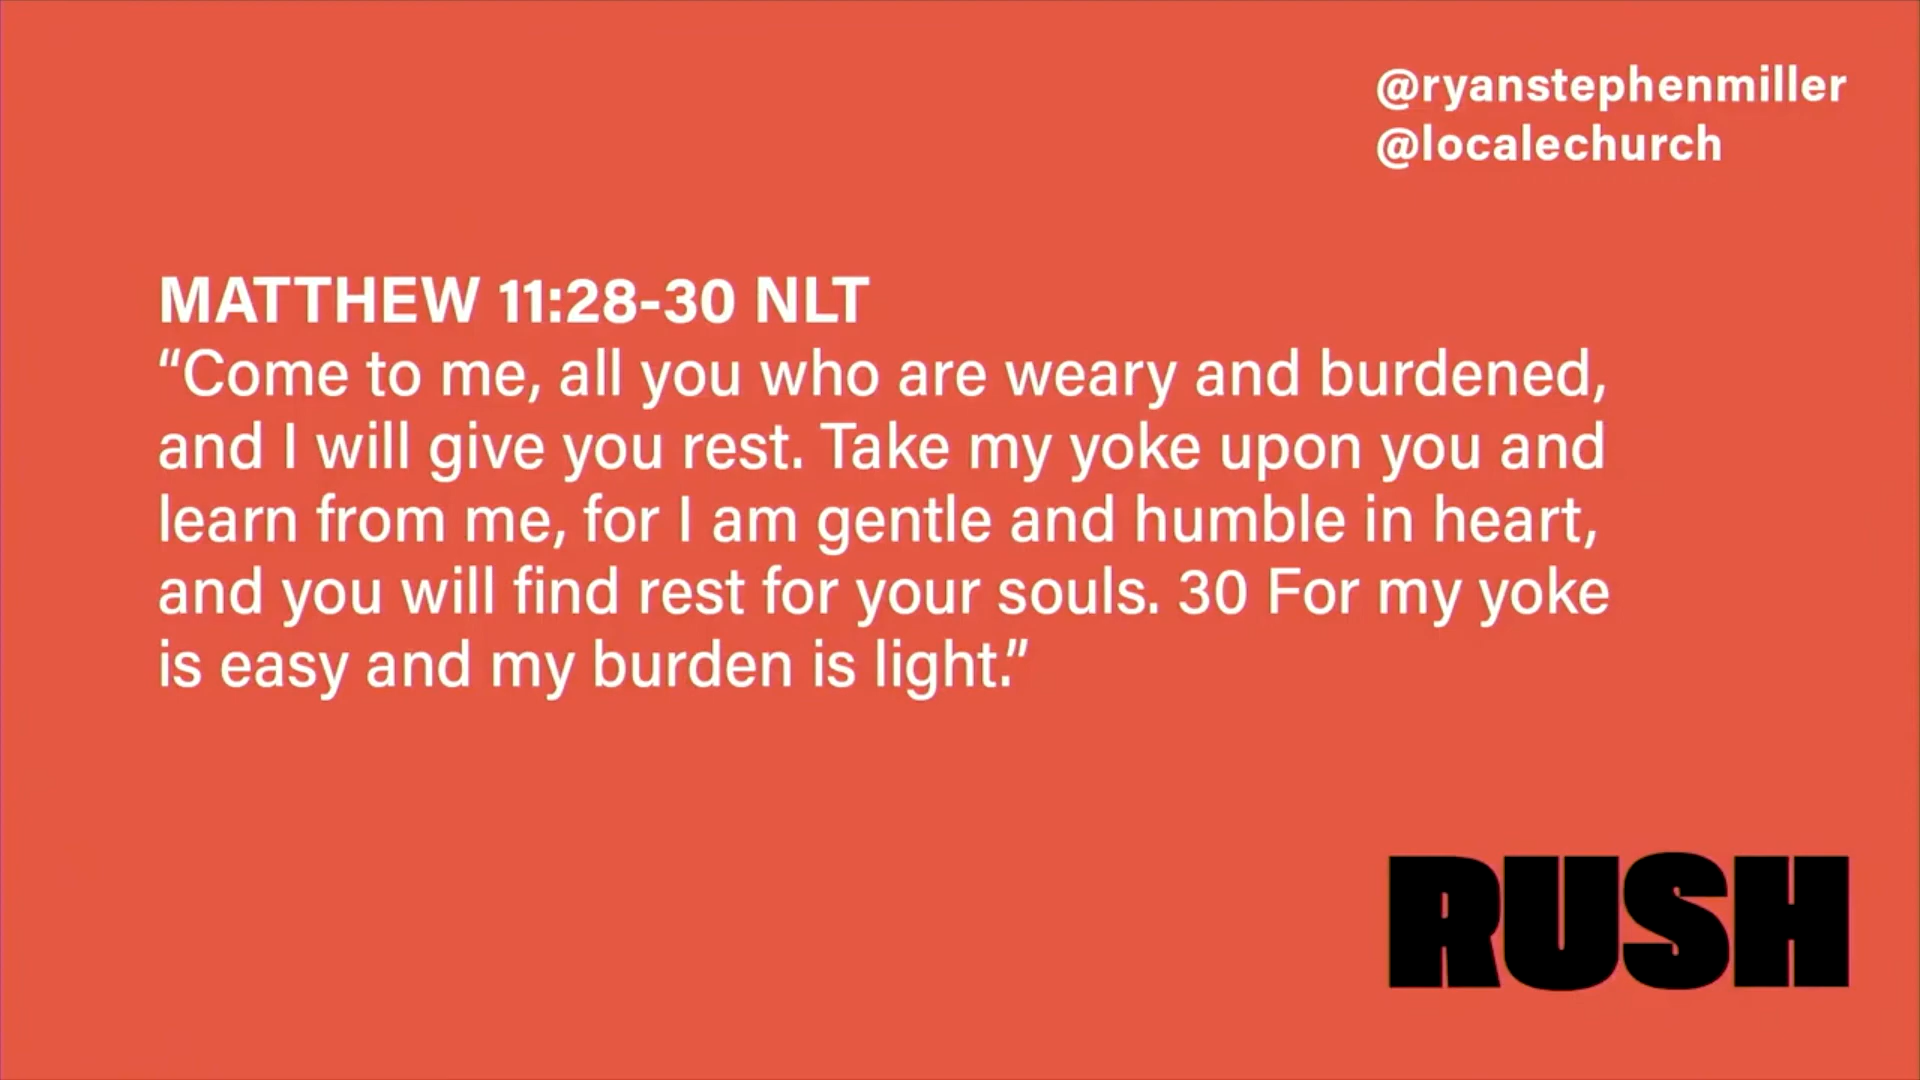 @ryanstephenmiller
@localechurch
MATTHEW 11:28-30 NLT
“Come to me, all you who are weary and burdened,
and I will give you rest. Take my yoke upon you and
learn from me, for I am gentle and humble in heart,
and you will find rest for your souls. 30 For my yoke
is easy and my burden is light.”
RUSH